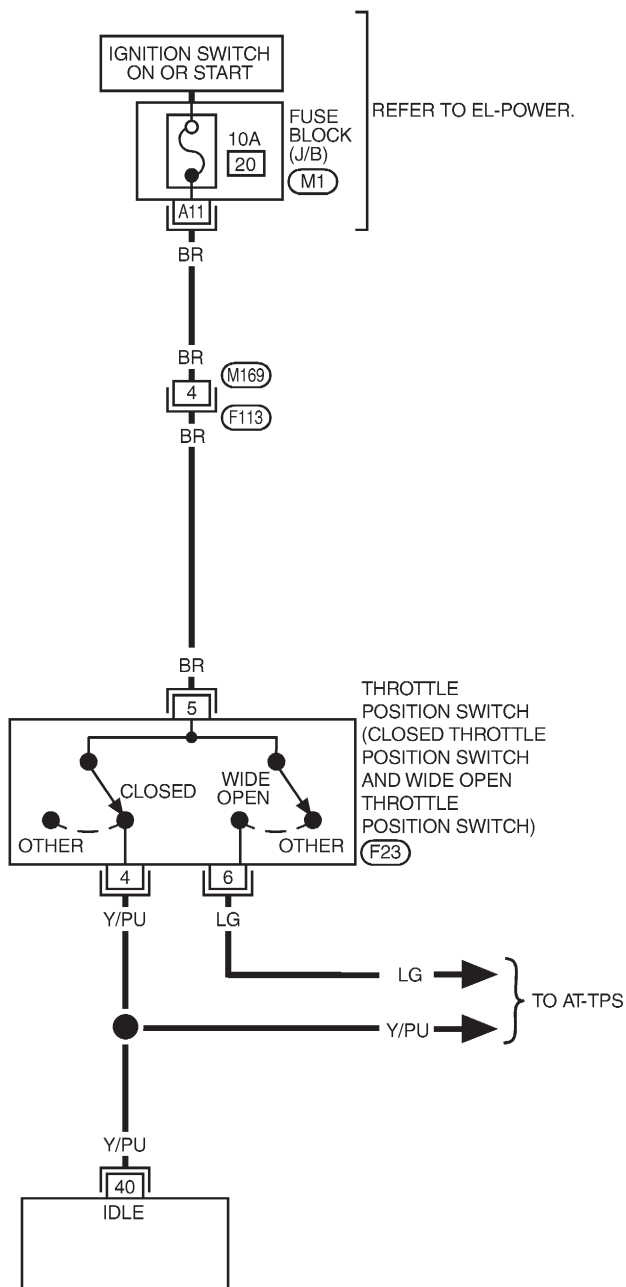 IGNITION SWITCH
ON OR START
REFER TO EL-POWER.
FUSE
BLOCK
(J/B)
10A
20
M1
A11
BR
BR
M169
4
F113
BR
BR
5
THROTTLE
POSITION SWITCH
(CLOSED THROTTLE
POSITION SWITCH
AND WIDE OPEN
THROTTLE
POSITION SWITCH)
F23
CLOSED
WIDE
OPEN
OTHER
OTHER
4
6
Y/PU
LG
LG
TO AT-TPS
Y/PU
Y/PU
40
IDLE